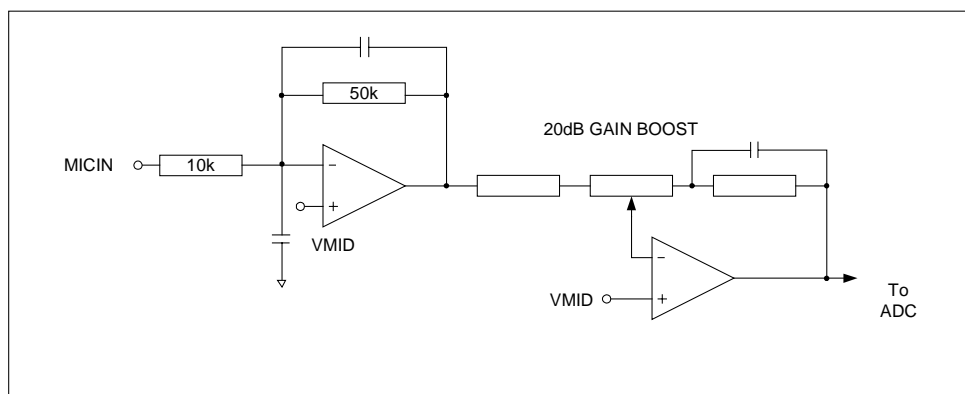 50k
20dB GAIN BOOST
MICIN
10k
−
+
VMID
−
+
VMID
To
ADC